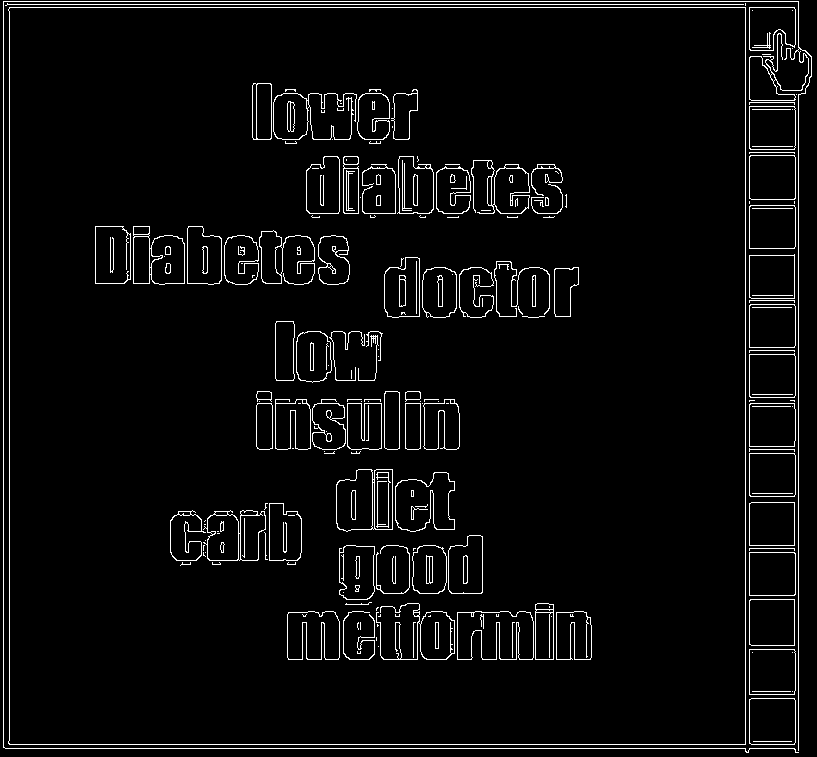 lower
diabetes
Diabetes
doctor
low
insulin
diet
carb
good
metformin